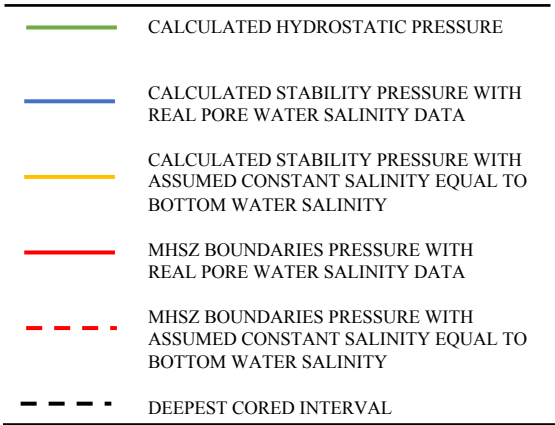 CALCULATED HYDROSTATIC PRESSURE
CALCULATED STABILITY PRESSURE WITH
REAL PORE WATER SALINITY DATA
CALCULATED STABILITY PRESSURE WITH
ASSUMED CONSTANT SALINITY EQUAL TO
BOTTOM WATER SALINITY
MHSZ BOUNDARIES PRESSURE WITH
REAL PORE WATER SALINITY DATA
MHSZ BOUNDARIES PRESSURE WITH
ASSUMED CONSTANT SALINITY EQUAL TO
BOTTOM WATER SALINITY
DEEPEST CORED INTERVAL